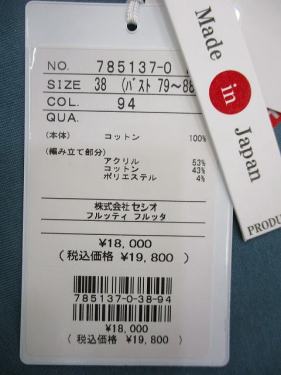 NO. 785137-0
SIZE 38 (バスト 79～88
COL. 94
QUA.
(本体) コットン 100%
(編み立て部分)
アクリル 53%
コットン 43%
ポリエステル 4%
株式会社 セシオ
フルッティ フルッタ
¥18,000
(税込価格 ¥19,800)
785137-0-38-94
¥18,000
(税込価格 ¥19,800)
Made
in
Japan